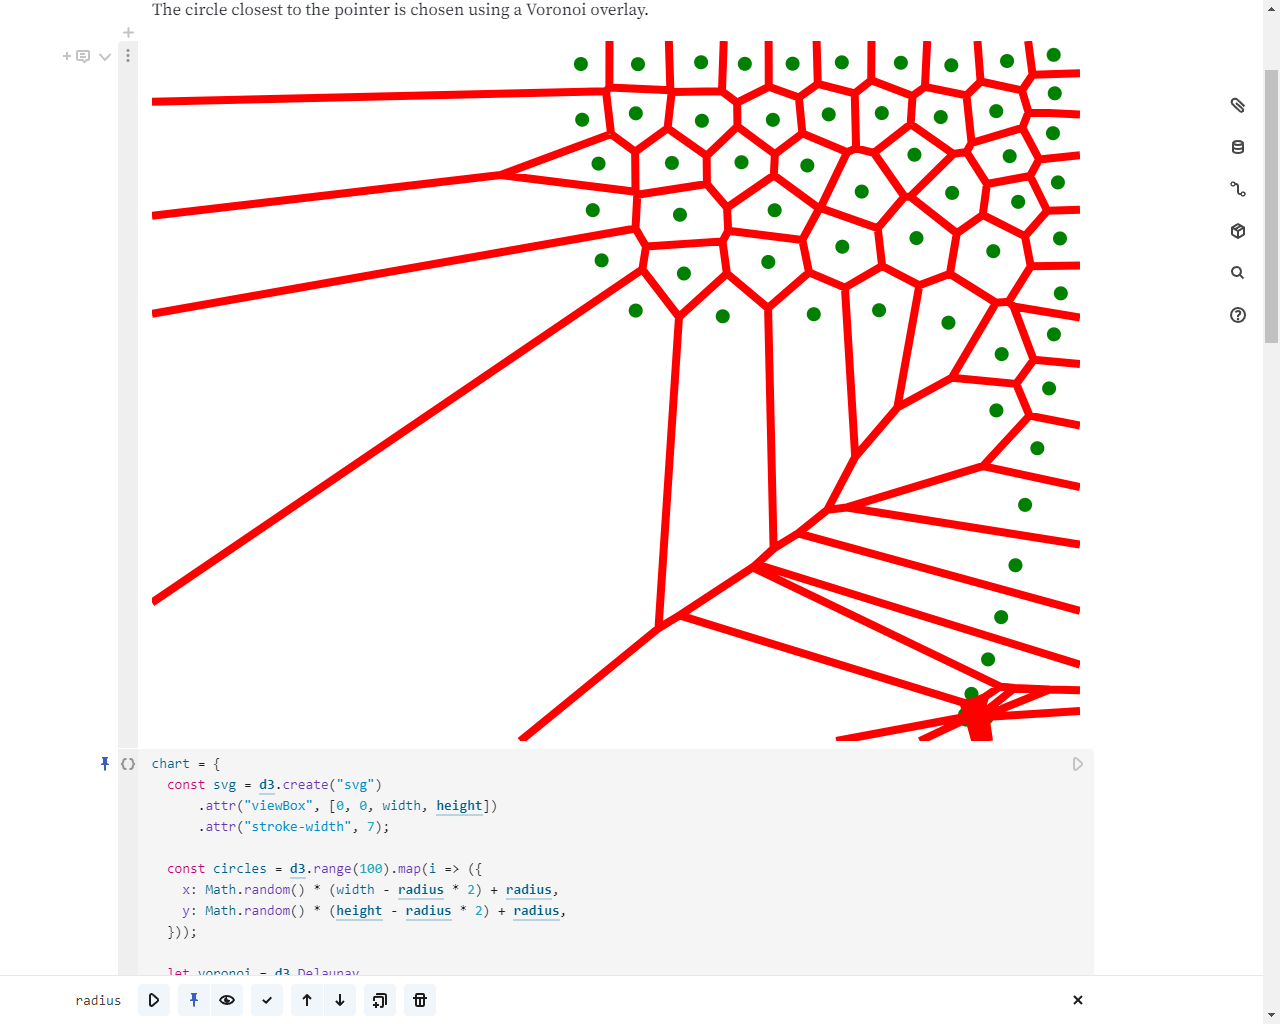 The circle closest to the pointer is chosen using a Voronoi overlay.
chart = {
const svg = d3.create("svg")
.attr("viewBox", [0, 0, width, height])
.attr("stroke-width", 7);
const circles = d3.range(100).map(i => ({
x: Math.random() * (width - radius * 2) + radius,
y: Math.random() * (height - radius * 2) + radius,
}));
let voronoi = d3.Delaunay
radius